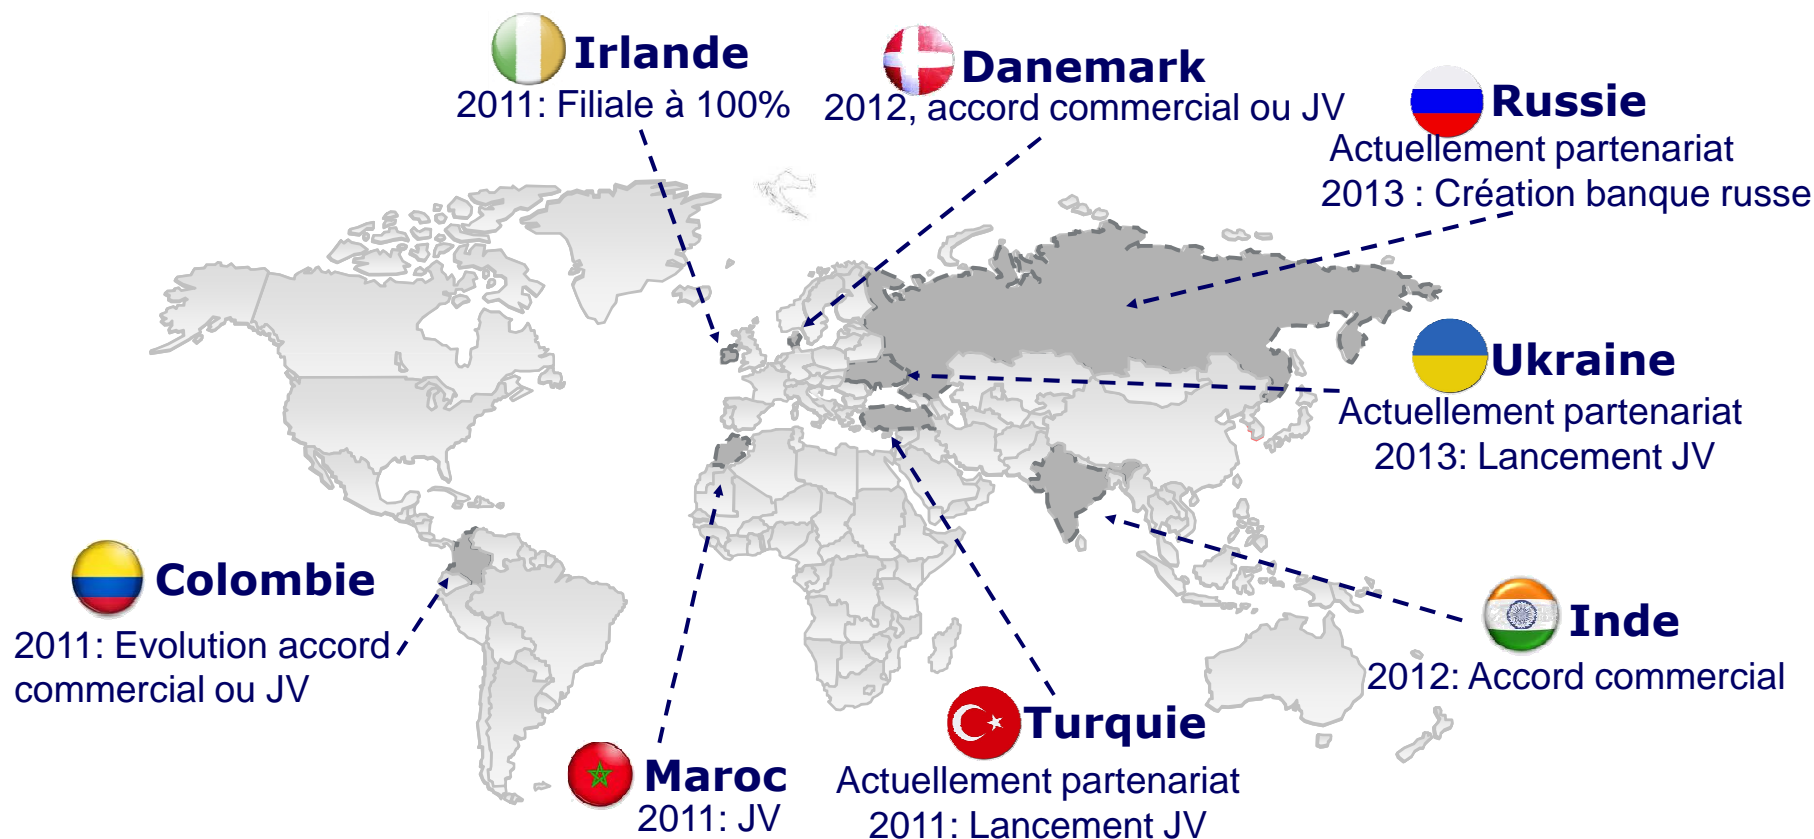 Irlande
2011: Filiale à 100%
Danemark
2012, accord commercial ou JV
Russie
Actuellement partenariat
2013 : Création banque russe
Ukraine
Actuellement partenariat
2013: Lancement JV
Colombie
2011: Evolution accord
commercial ou JV
Inde
2012: Accord commercial
Turquie
Actuellement partenariat
2011: Lancement JV
Maroc
2011: JV